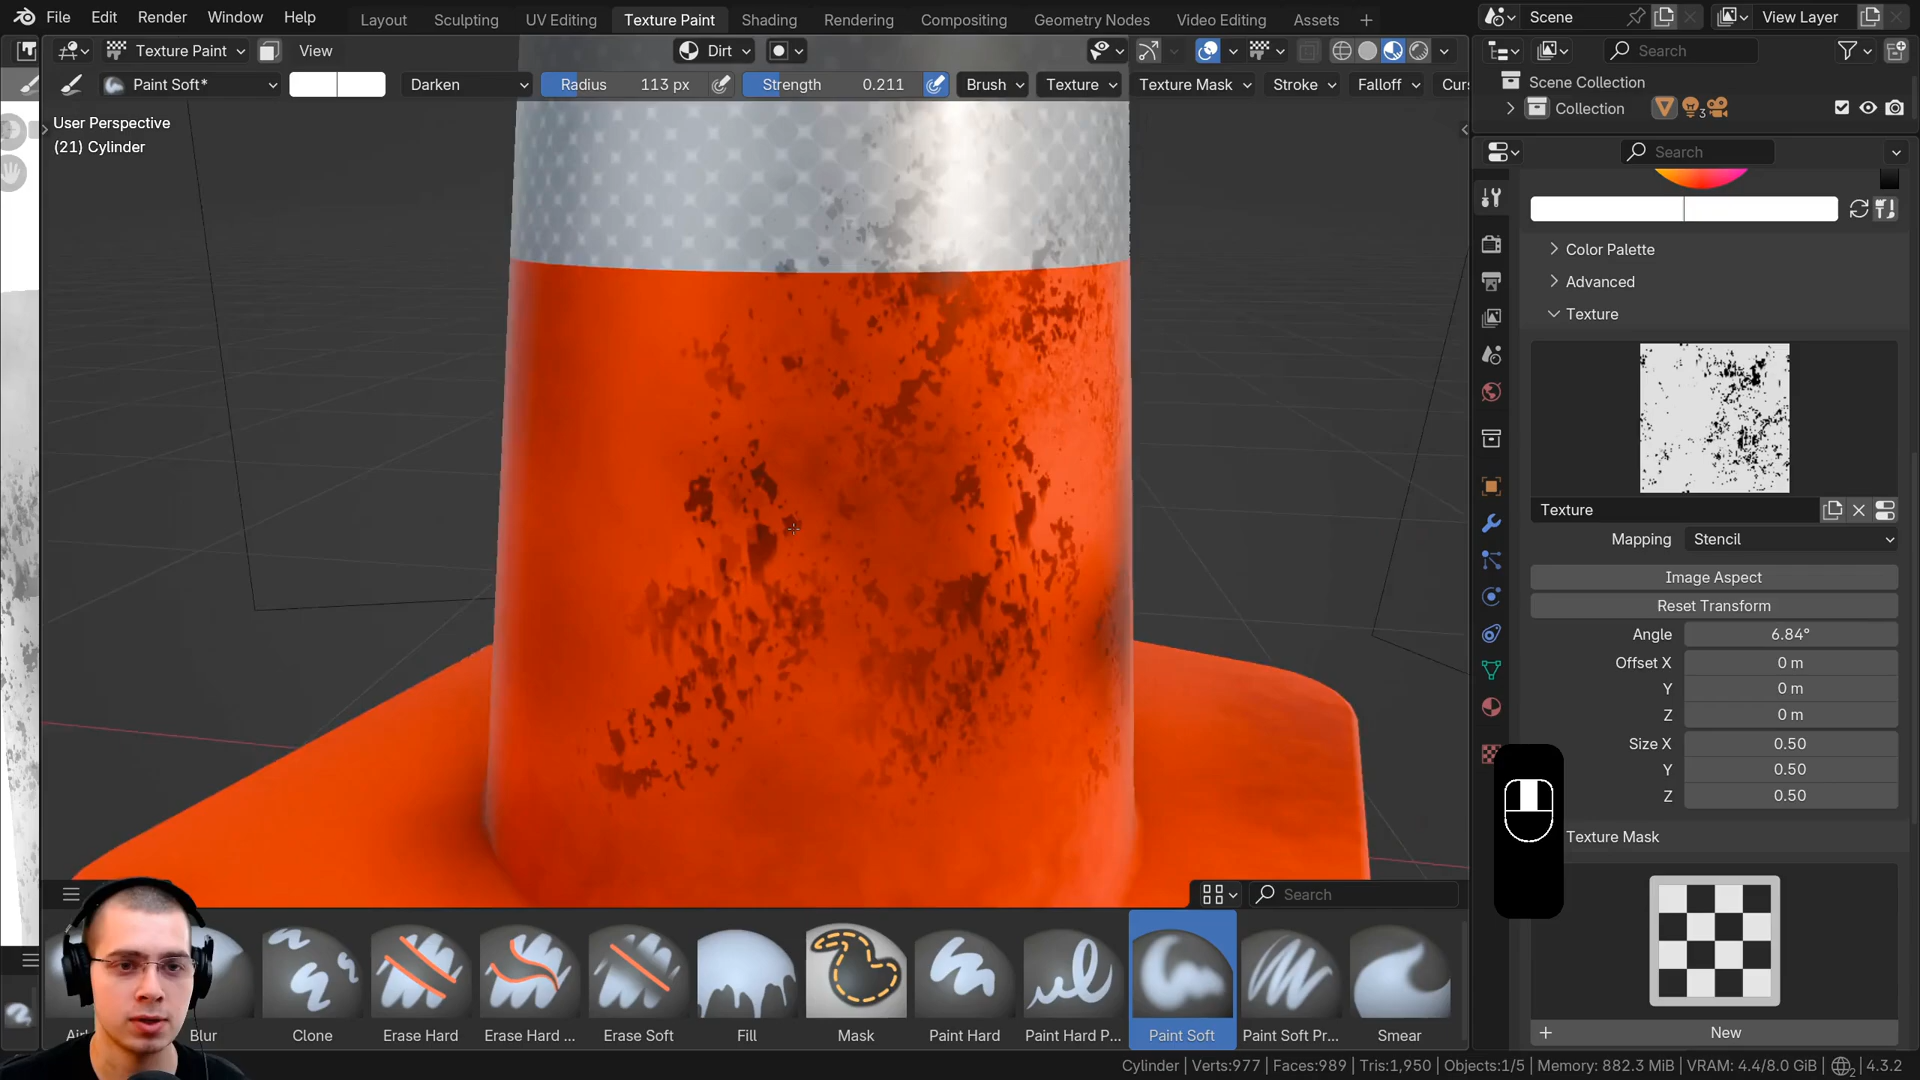 File Edit Render Window Help Layout Sculpting UV Editing Texture Paint Shading Rendering Compositing Geometry Nodes Video Editing Assets + Scene View Layer
Texture Paint View Dirt Search
Paint Soft* Darken Radius 113 px Strength 0.211 Brush Texture Texture Mask Stroke Falloff Curs
Scene Collection
Collection 3
User Perspective
(21) Cylinder
Search
Color Palette
Advanced
Texture
Texture
Mapping Stencil
Image Aspect
Reset Transform
Angle 6.84°
Offset X 0 m
Y 0 m
Z 0 m
Size X 0.50
Y 0.50
Z 0.50
Texture Mask
Search
Blur Clone Erase Hard Erase Hard ... Erase Soft Fill Mask Paint Hard Paint Hard P... Paint Soft Paint Soft Pr... Smear
+ New
Cylinder | Verts:977 | Faces:989 | Tris:1,950 | Objects:1/5 | Memory: 882.3 MiB | VRAM: 4.4/8.0 GiB | 2 | 4.3.2